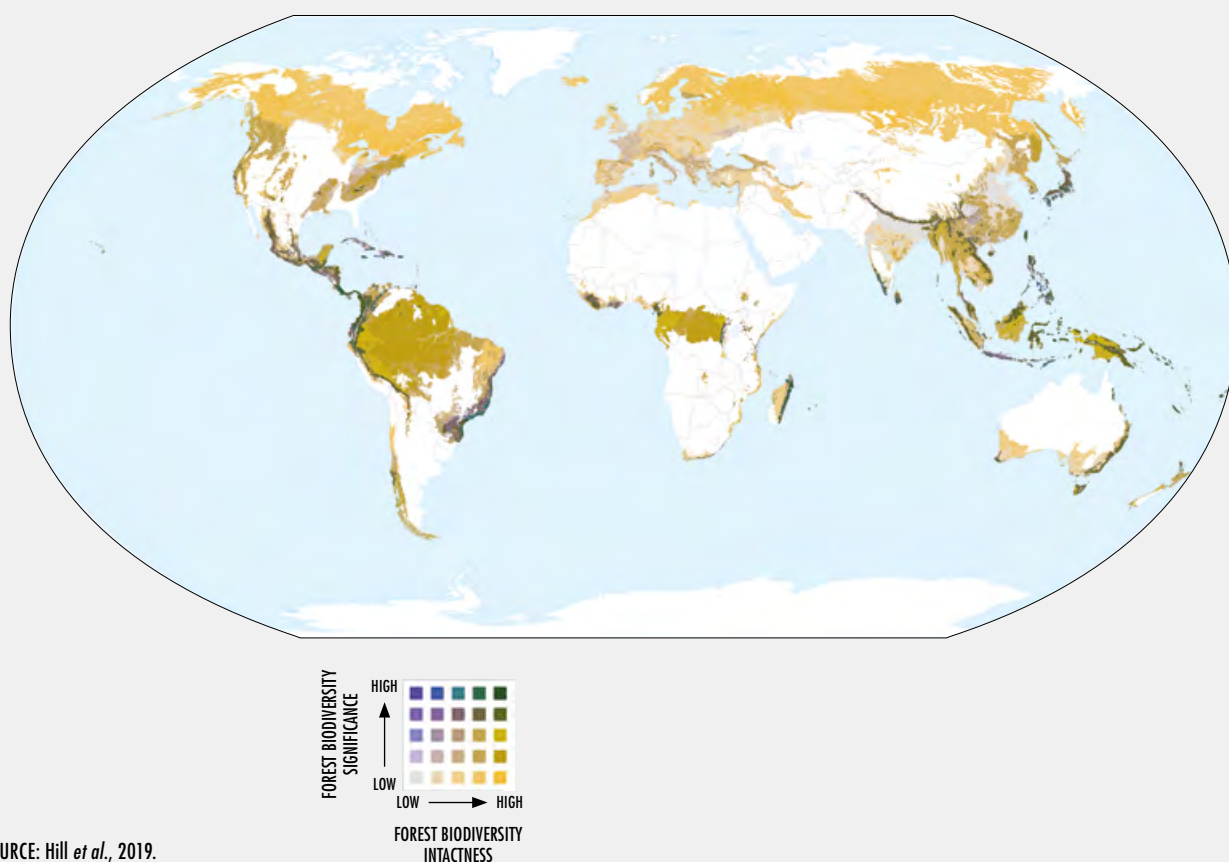 FOREST BIODIVERSITY
SIGNIFICANCE
HIGH
LOW
LOW
HIGH
FOREST BIODIVERSITY
INTACTNESS
URCE: Hill et al., 2019.